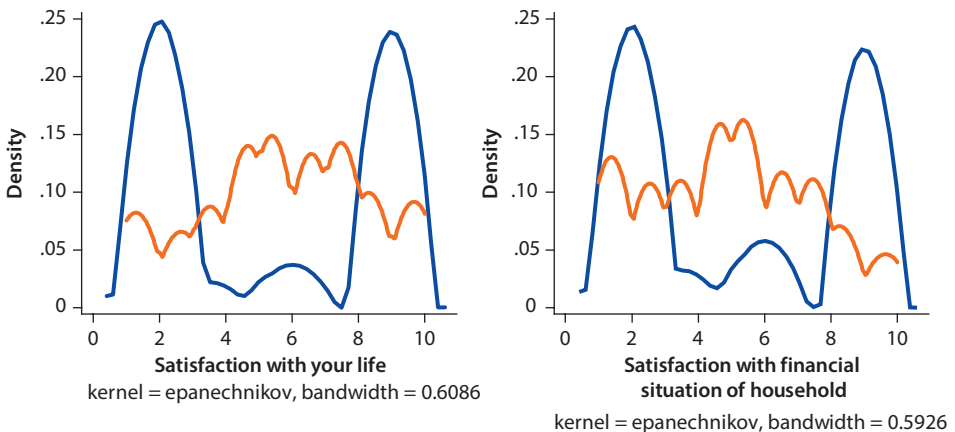 .25
.20
.15
.10
.05
0
Density
0 2 4 6 8 10
Satisfaction with your life
kernel = epanechnikov, bandwidth = 0.6086
.25
.20
.15
.10
.05
0
Density
0 2 4 6 8 10
Satisfaction with financial
situation of household
kernel = epanechnikov, bandwidth = 0.5926